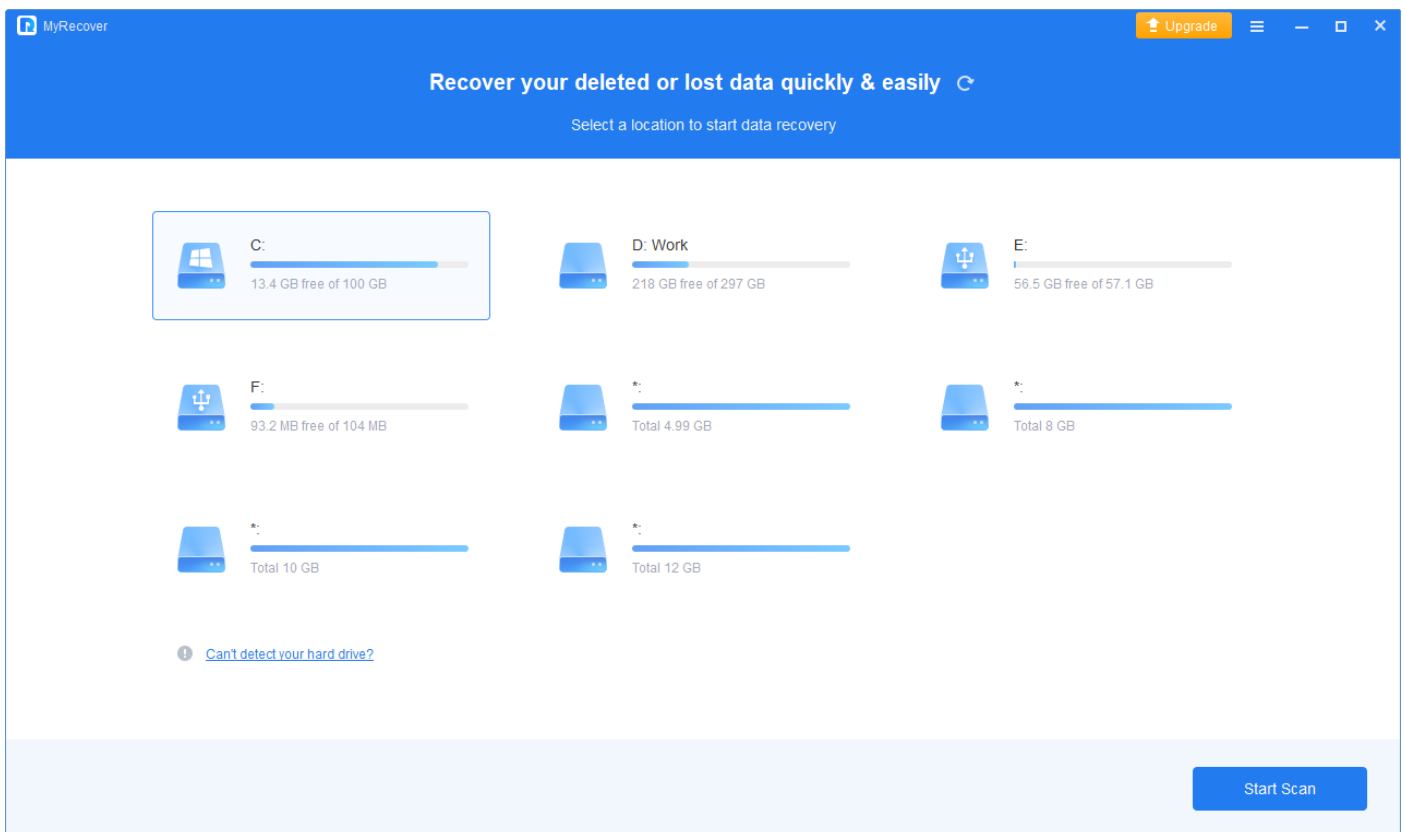 MyRecover
Upgrade
Recover your deleted or lost data quickly & easily
Select a location to start data recovery
C:
13.4 GB free of 100 GB
D: Work
218 GB free of 297 GB
E:
56.5 GB free of 57.1 GB
F:
93.2 MB free of 104 MB
*:
Total 4.99 GB
*:
Total 8 GB
*:
Total 10 GB
*:
Total 12 GB
Can't detect your hard drive?
Start Scan